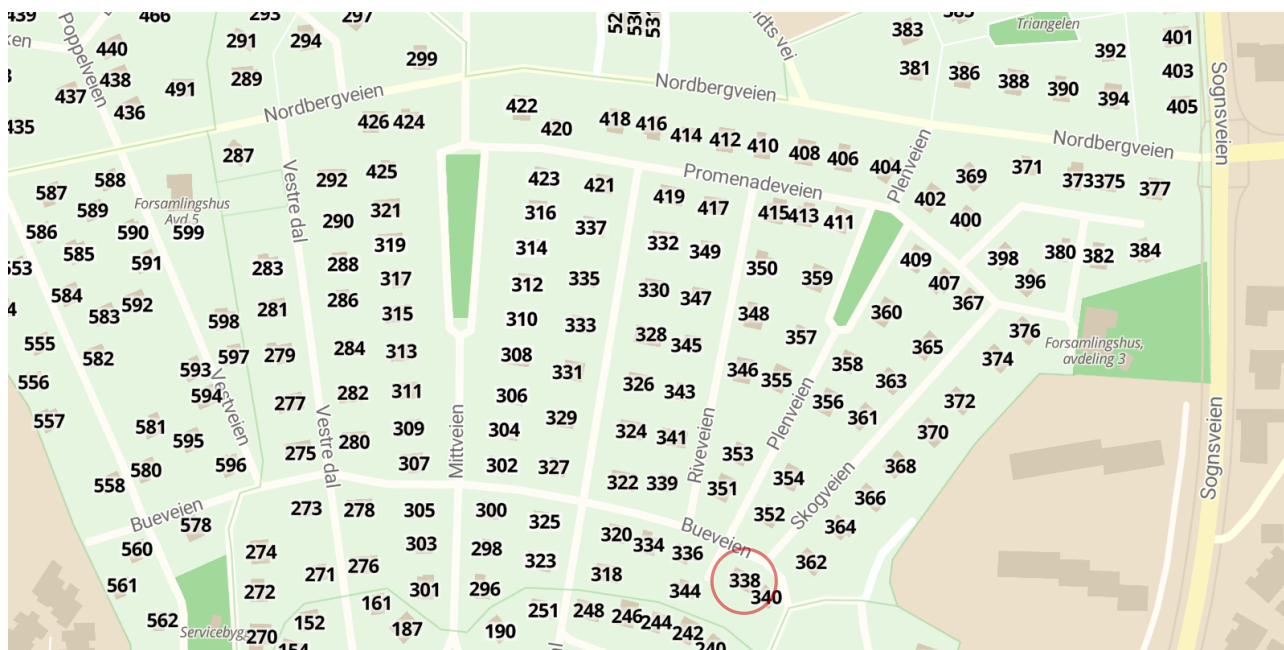 439 466 293 297 383 385 Triangelen 401
440 291 294 299 392
438 289 381 386 388 390 403
437 491 436 394 405
435 Nordbergveien 426 424 422 420 418 416 414 412 410 408 406 404
Nordbergveien
Nordbergveien
Poppelveien
Sognsveien
287 292 425 423 421 419 417 415 413 411 Promenadeveien Plenveien 402 369 371 373 375 377
587 588 Forsamlingshus
Avd 5
589 290 321 316 337 400
586 590 599 319 314 332 349 398 380 382 384
585 591 283 288 317 312 335 350 359 409 407 396
553 584 592 281 286 315 330 347 348 360 367
583 598 310 333 328 345 357 376
555 582 597 279 284 313 308 346 358 365 374 Forsamlingshus,
avdeling 3
556 593 594 277 282 311 331 306 326 343 355 356 363 372
557 581 595 Vestveien Vestre dal Vestre dal 280 309 304 329 324 341 361 370
580 596 275 307 Mittveien 302 327 322 339 Riveveien 353 351 Plenveien 354 368
558 Bueveien 578 273 278 305 300 325 352 Skogveien 366 Sognsveien
560 274 303 298 323 320 334 336 Bueveien 364
561 272 271 276 301 296 318 344 338 340 362
562 Servicebyg 270 152 161 187 190 251 248 246 244 242
154 240